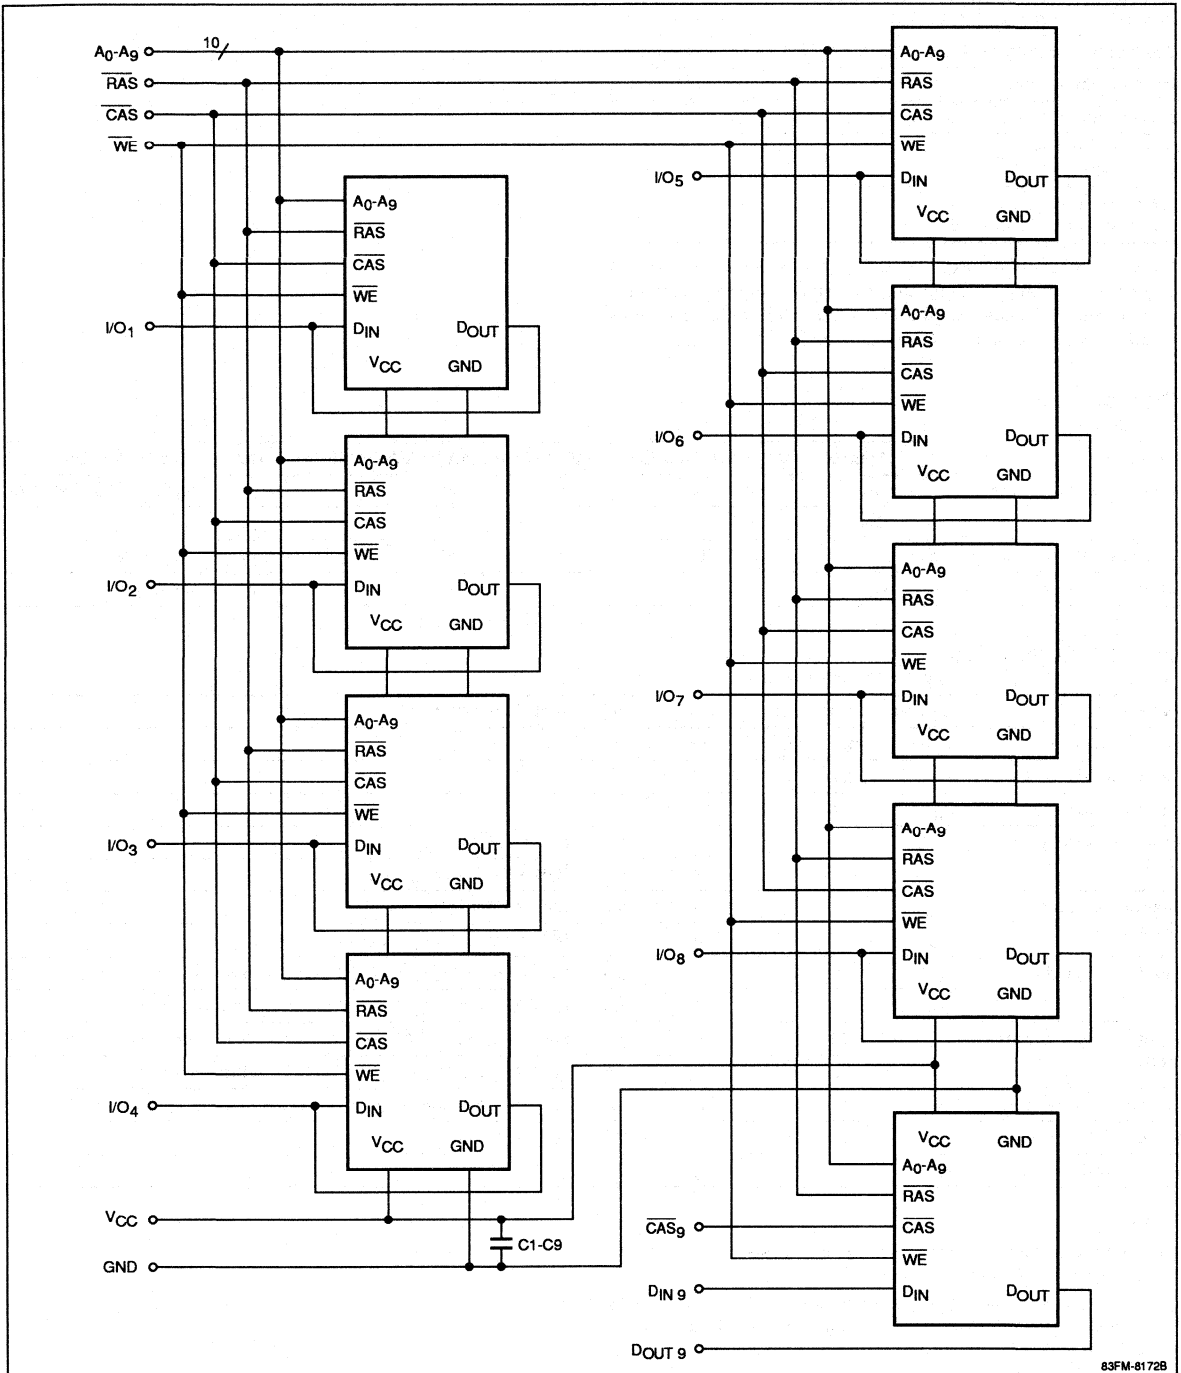 A0-A9
10
RAS
CAS
WE
A0-A9
RAS
CAS
WE
I/O5
DIN
DOUT
VCC
GND
A0-A9
RAS
CAS
WE
I/O1
DIN
DOUT
VCC
GND
A0-A9
RAS
CAS
WE
I/O6
DIN
DOUT
VCC
GND
A0-A9
RAS
CAS
WE
I/O2
DIN
DOUT
VCC
GND
A0-A9
RAS
CAS
WE
I/O7
DIN
DOUT
VCC
GND
A0-A9
RAS
CAS
WE
I/O3
DIN
DOUT
VCC
GND
A0-A9
RAS
CAS
WE
I/O8
DIN
DOUT
VCC
GND
A0-A9
RAS
CAS
WE
I/O4
DIN
DOUT
VCC
GND
VCC
GND
A0-A9
RAS
CAS9
CAS
WE
DIN 9
DIN
DOUT
DOUT 9
VCC
C1-C9
GND
83FM-8172B